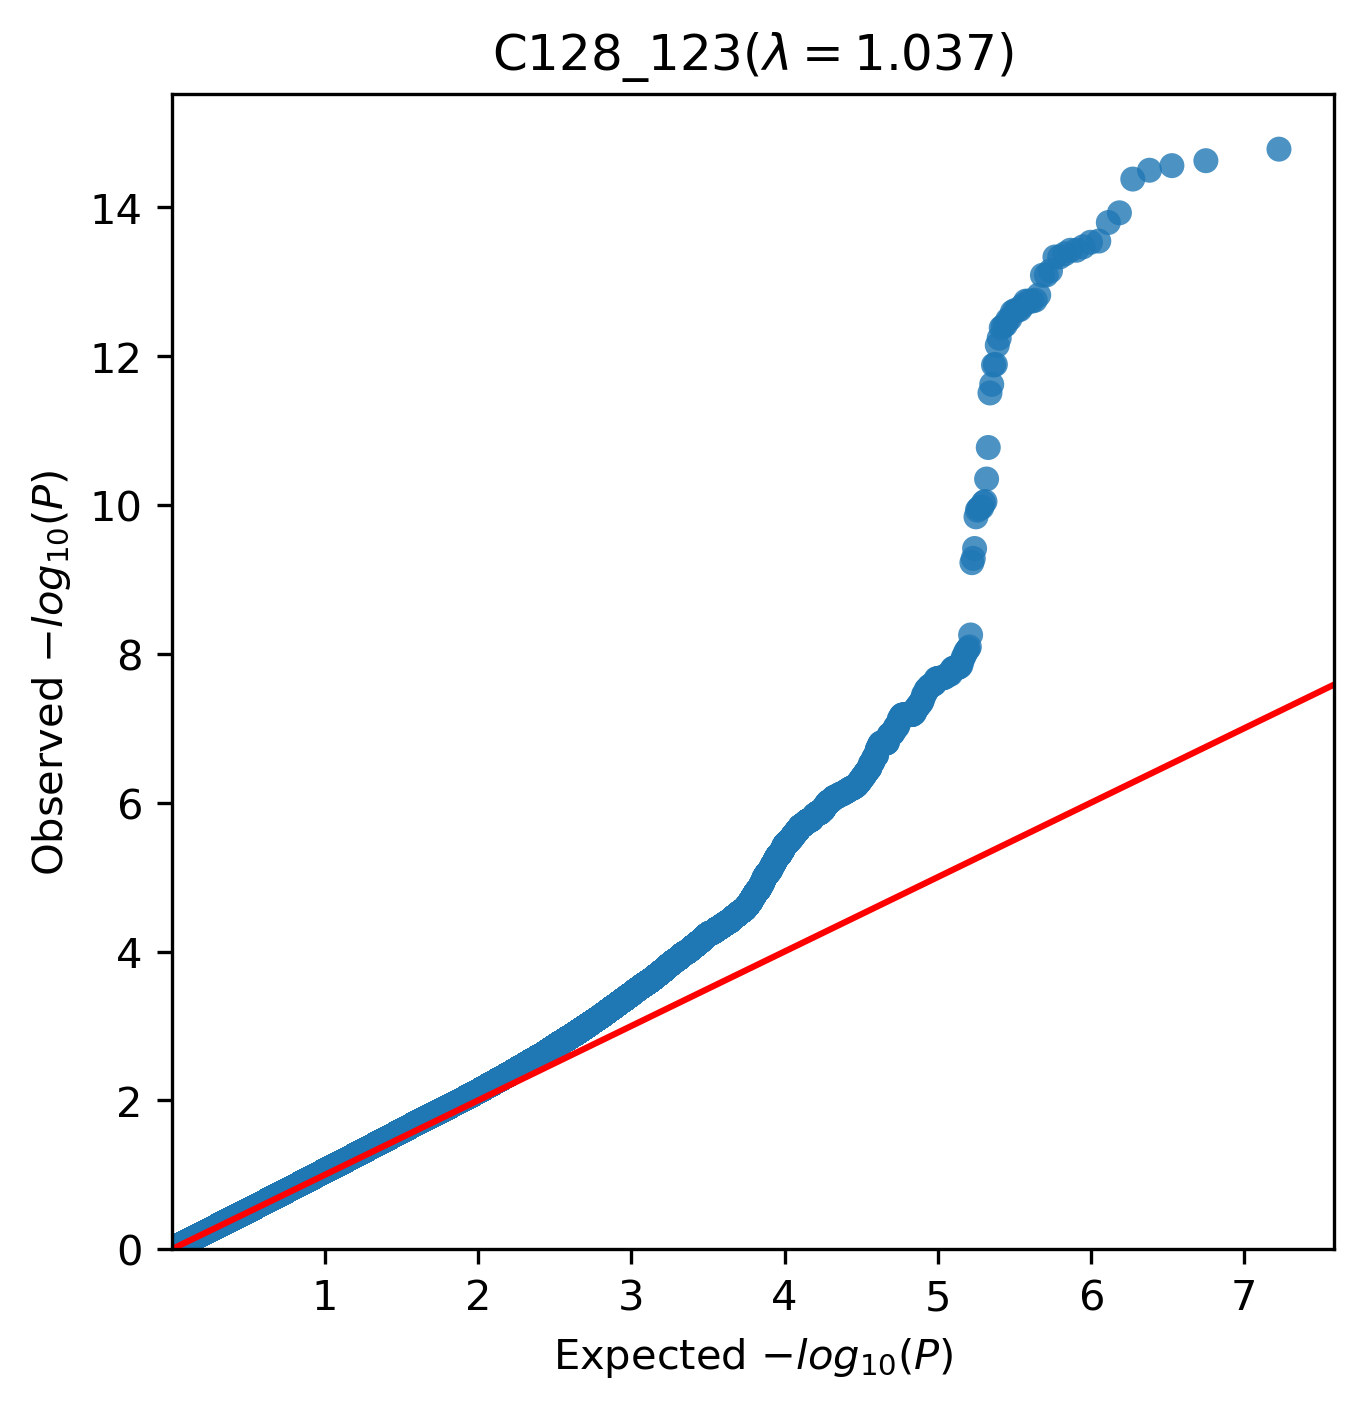 C128_123(λ = 1.037)
Observed −log₁₀(P)
14
12
10
8
6
4
2
0
1 2 3 4 5 6 7
Expected −log₁₀(P)